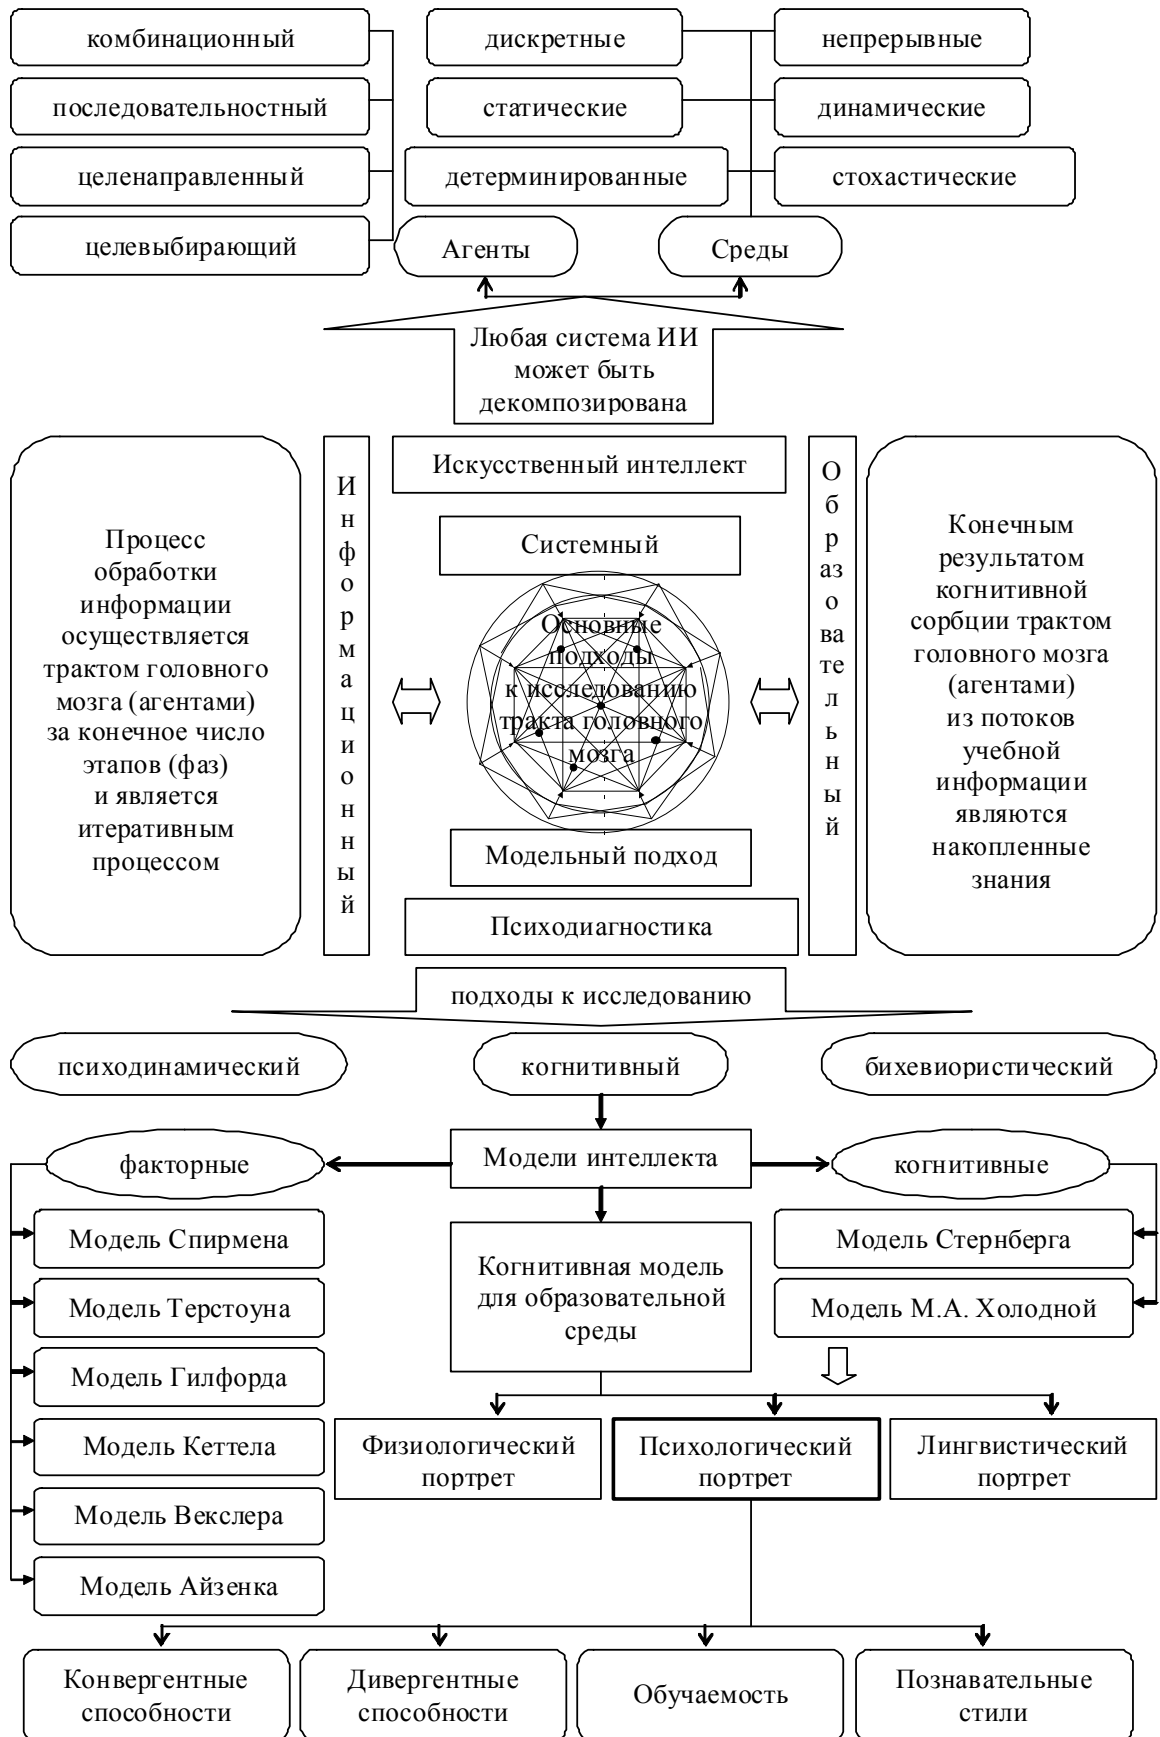 комбинационный
дискретные
непрерывные
последовательностный
статические
динамические
целенаправленный
детерминированные
стохастические
целевыбирающий
Агенты
Среды
Любая система ИИ
может быть
декомпозирована
Процесс
обработки
информации
осуществляется
трактом головного
мозга (агентами)
за конечное число
этапов (фаз)
и является
итеративным
процессом
Информационный
Искусственный интеллект
Системный
Основные
подходы
к исследованию
тракта головного
мозга
Модельный подход
Психодиагностика
Образовательный
Конечным
результатом
когнитивной
сорбции трактом
головного мозга
(агентами)
из потоков
учебной
информации
являются
накопленные
знания
подходы к исследованию
психодинамический
когнитивный
бихевиористический
факторные
Модели интеллекта
когнитивные
Модель Спирмена
Модель Терстоуна
Модель Гилфорда
Модель Кеттела
Модель Векслера
Модель Айзенка
Когнитивная модель
для образовательной
среды
Модель Стернберга
Модель М.А. Холодной
Физиологический
портрет
Психологический
портрет
Лингвистический
портрет
Конвергентные
способности
Дивергентные
способности
Обучаемость
Познавательные
стили